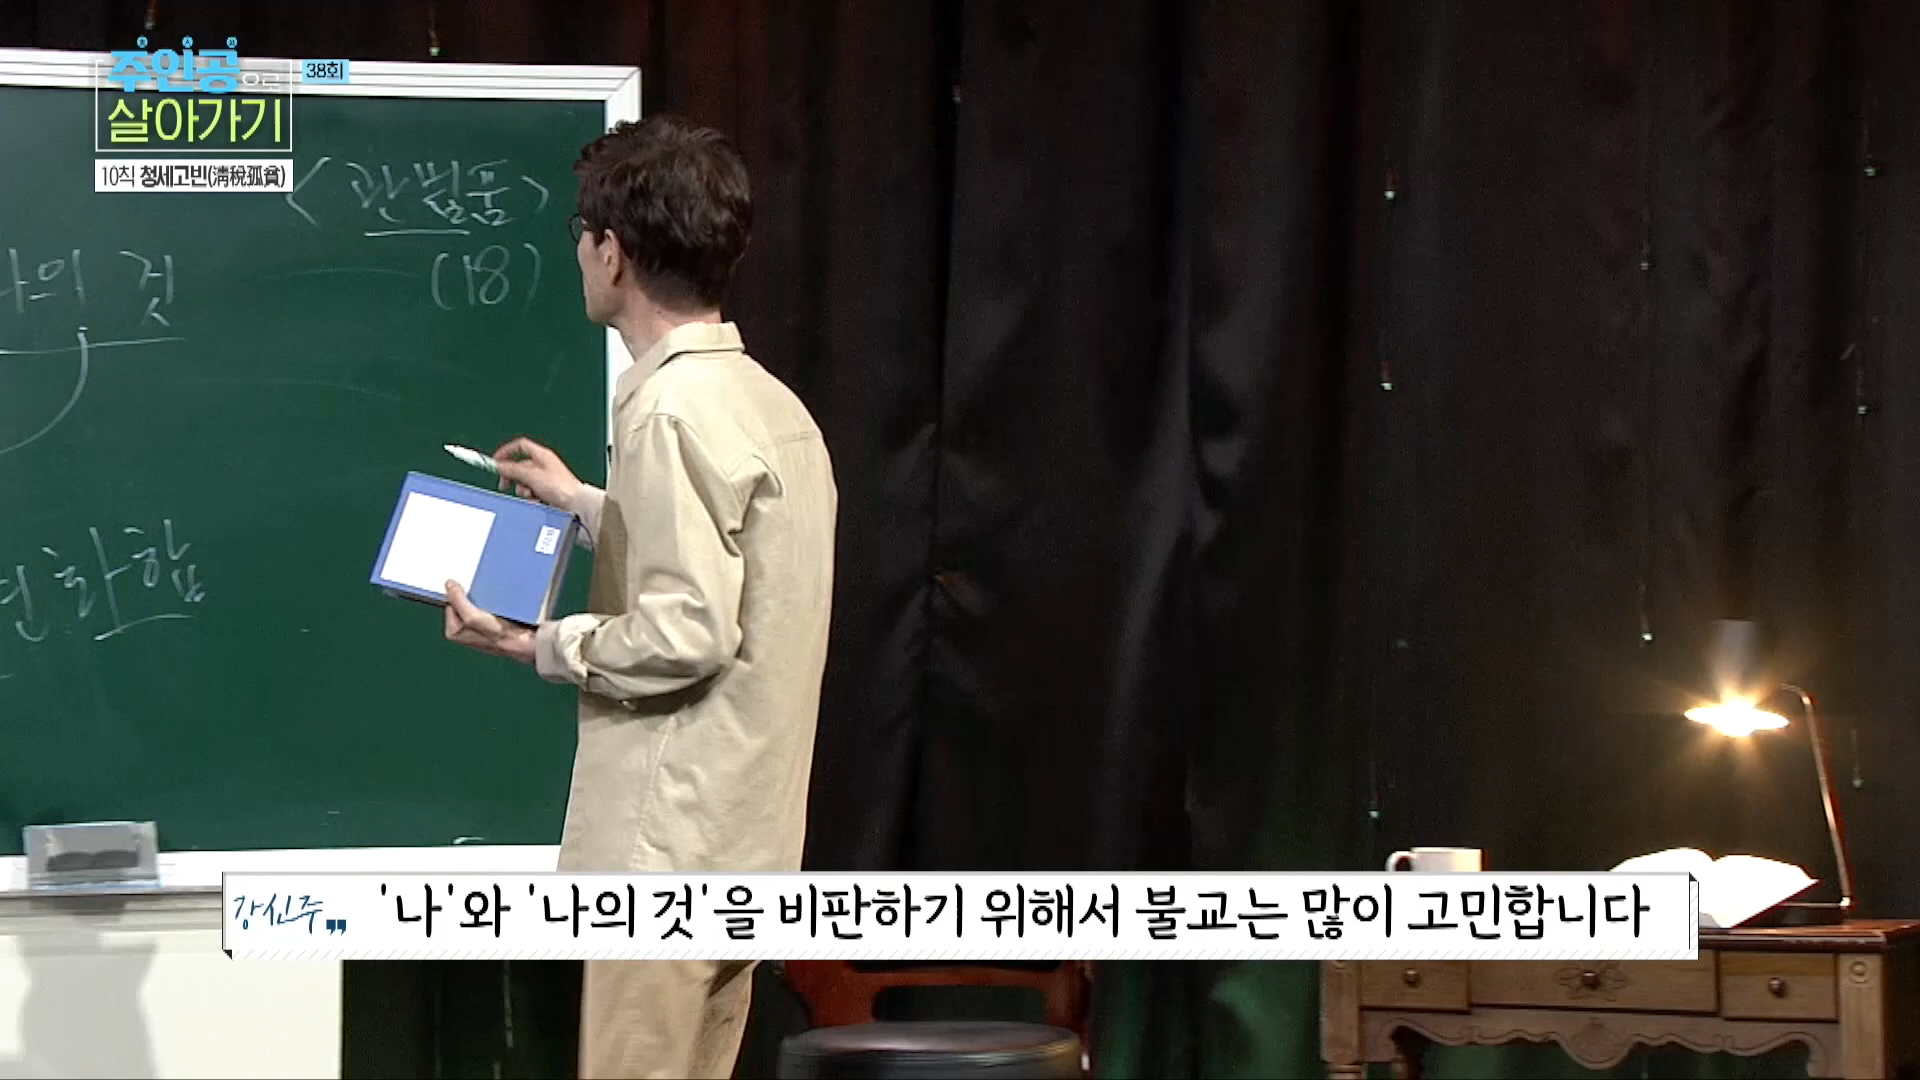 주인공으로
살아가기
38회
10칙 청세고빈(淸稅孤貧)
<관법품>
(18)
나의 것
변화함
강신주 "
'나'와 '나의 것'을 비판하기 위해서 불교는 많이 고민합니다